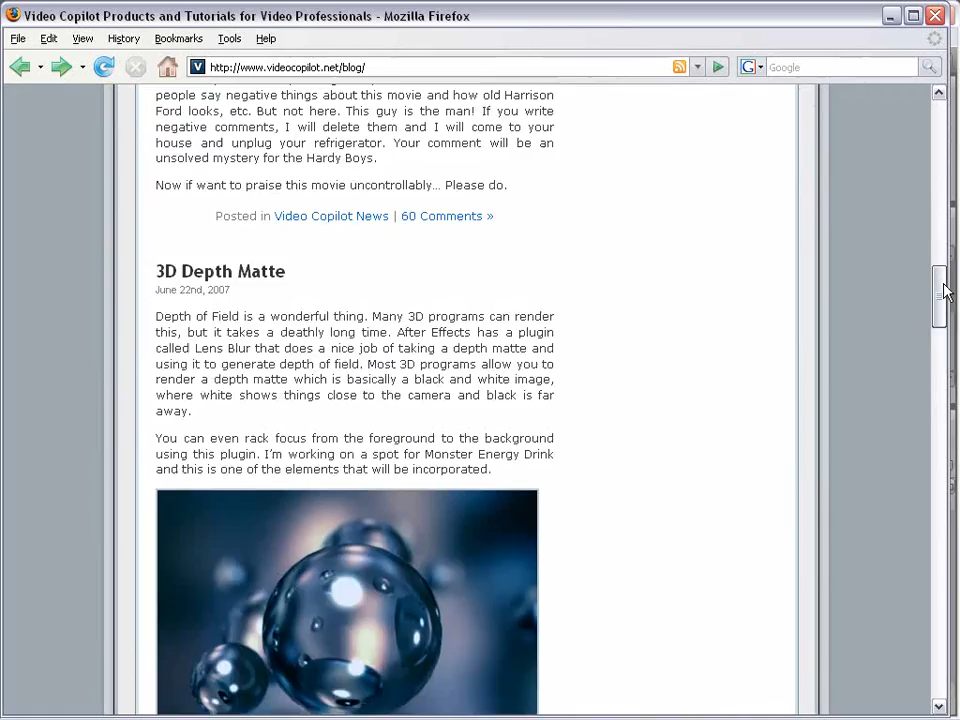 Video Copilot Products and Tutorials for Video Professionals - Mozilla Firefox
File Edit View History Bookmarks Tools Help
http://www.videocopilot.net/blog/
G Google
people say negative things about this movie and how old Harrison
Ford looks, etc. But not here. This guy is the man! If you write
negative comments, I will delete them and I will come to your
house and unplug your refrigerator. Your comment will be an
unsolved mystery for the Hardy Boys.
Now if want to praise this movie uncontrollably... Please do.
Posted in Video Copilot News | 60 Comments »
3D Depth Matte
June 22nd, 2007
Depth of Field is a wonderful thing. Many 3D programs can render
this, but it takes a deathly long time. After Effects has a plugin
called Lens Blur that does a nice job of taking a depth matte and
using it to generate depth of field. Most 3D programs allow you to
render a depth matte which is basically a black and white image,
where white shows things close to the camera and black is far
away.
You can even rack focus from the foreground to the background
using this plugin. I'm working on a spot for Monster Energy Drink
and this is one of the elements that will be incorporated.